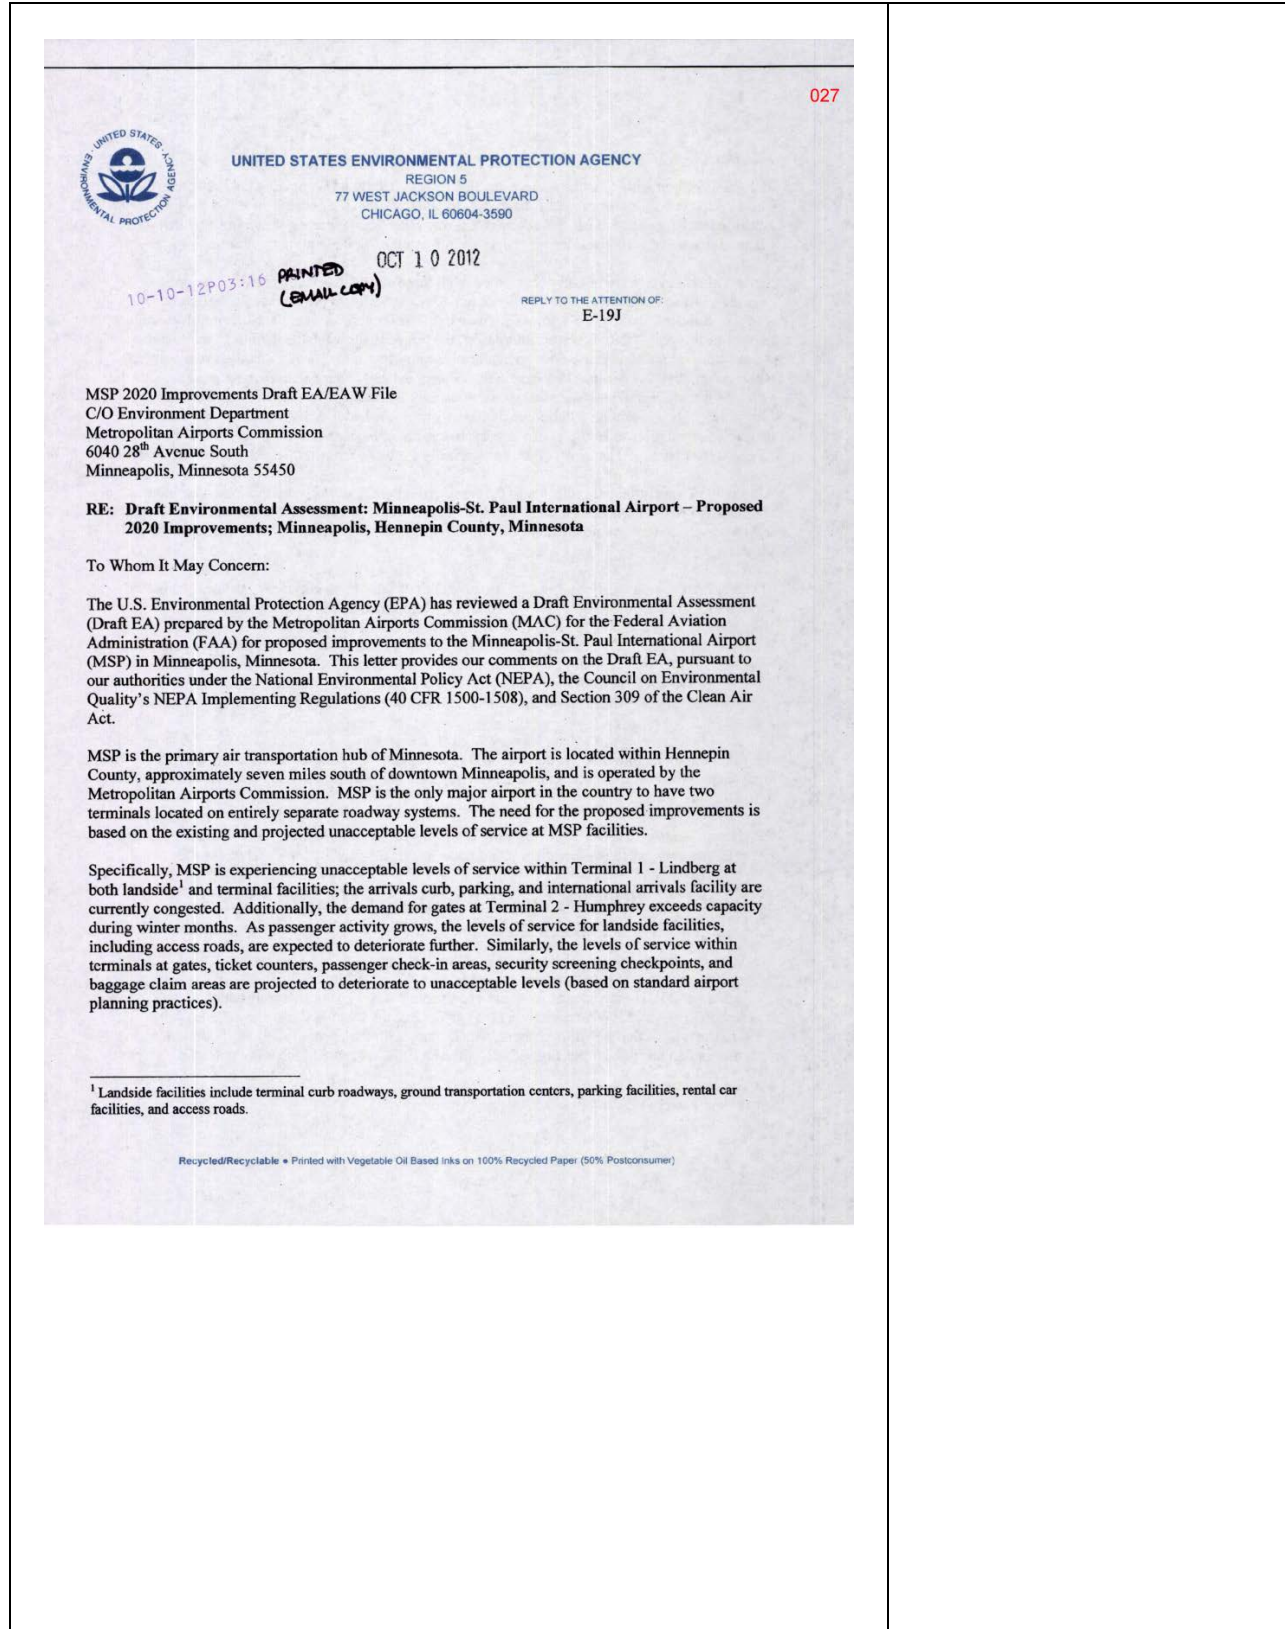 027
UNITED STATES · ENVIRONMENTAL PROTECTION AGENCY ·
UNITED STATES ENVIRONMENTAL PROTECTION AGENCY
REGION 5
77 WEST JACKSON BOULEVARD
CHICAGO, IL 60604-3590
OCT 10 2012
10-10-12P03:16 PRINTED
(EMAIL COPY)
REPLY TO THE ATTENTION OF:
E-19J
MSP 2020 Improvements Draft EA/EAW File
C/O Environment Department
Metropolitan Airports Commission
6040 28th Avenue South
Minneapolis, Minnesota 55450
RE: Draft Environmental Assessment: Minneapolis-St. Paul International Airport – Proposed
2020 Improvements; Minneapolis, Hennepin County, Minnesota
To Whom It May Concern:
The U.S. Environmental Protection Agency (EPA) has reviewed a Draft Environmental Assessment
(Draft EA) prepared by the Metropolitan Airports Commission (MAC) for the Federal Aviation
Administration (FAA) for proposed improvements to the Minneapolis-St. Paul International Airport
(MSP) in Minneapolis, Minnesota. This letter provides our comments on the Draft EA, pursuant to
our authorities under the National Environmental Policy Act (NEPA), the Council on Environmental
Quality's NEPA Implementing Regulations (40 CFR 1500-1508), and Section 309 of the Clean Air
Act.
MSP is the primary air transportation hub of Minnesota. The airport is located within Hennepin
County, approximately seven miles south of downtown Minneapolis, and is operated by the
Metropolitan Airports Commission. MSP is the only major airport in the country to have two
terminals located on entirely separate roadway systems. The need for the proposed improvements is
based on the existing and projected unacceptable levels of service at MSP facilities.
Specifically, MSP is experiencing unacceptable levels of service within Terminal 1 - Lindberg at
both landside1 and terminal facilities; the arrivals curb, parking, and international arrivals facility are
currently congested. Additionally, the demand for gates at Terminal 2 - Humphrey exceeds capacity
during winter months. As passenger activity grows, the levels of service for landside facilities,
including access roads, are expected to deteriorate further. Similarly, the levels of service within
terminals at gates, ticket counters, passenger check-in areas, security screening checkpoints, and
baggage claim areas are projected to deteriorate to unacceptable levels (based on standard airport
planning practices).
1 Landside facilities include terminal curb roadways, ground transportation centers, parking facilities, rental car
facilities, and access roads.
Recycled/Recyclable • Printed with Vegetable Oil Based Inks on 100% Recycled Paper (50% Postconsumer)